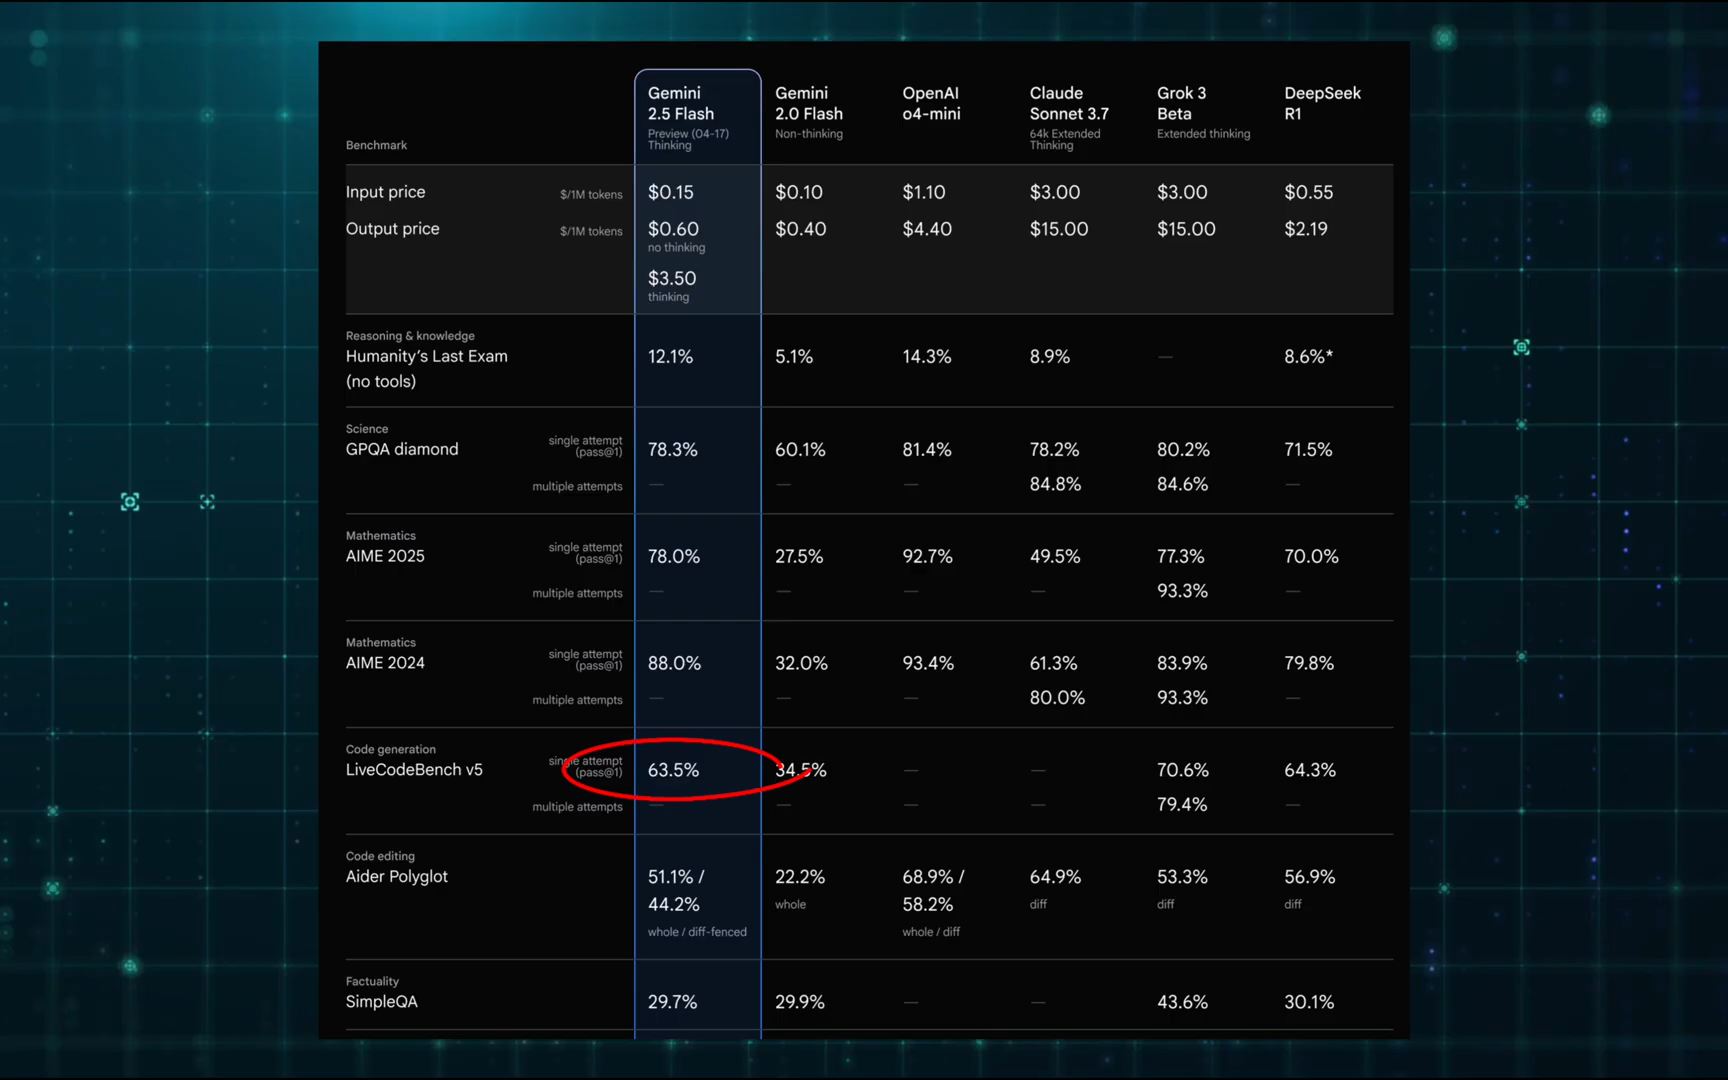 Benchmark
Gemini
2.5 Flash
Preview (04-17)
Thinking
Gemini
2.0 Flash
Non-thinking
OpenAI
o4-mini
Claude
Sonnet 3.7
64k Extended
Thinking
Grok 3
Beta
Extended thinking
DeepSeek
R1
Input price $/1M tokens $0.15 $0.10 $1.10 $3.00 $3.00 $0.55
Output price $/1M tokens $0.60 $0.40 $4.40 $15.00 $15.00 $2.19
no thinking
$3.50
thinking
Reasoning & knowledge
Humanity's Last Exam 12.1% 5.1% 14.3% 8.9% — 8.6%*
(no tools)
Science
GPQA diamond single attempt (pass@1) 78.3% 60.1% 81.4% 78.2% 80.2% 71.5%
multiple attempts — — — 84.8% 84.6% —
Mathematics
AIME 2025 single attempt (pass@1) 78.0% 27.5% 92.7% 49.5% 77.3% 70.0%
multiple attempts — — — — 93.3% —
Mathematics
AIME 2024 single attempt (pass@1) 88.0% 32.0% 93.4% 61.3% 83.9% 79.8%
multiple attempts — — — 80.0% 93.3% —
Code generation
LiveCodeBench v5 single attempt (pass@1) 63.5% 34.5% — — 70.6% 64.3%
multiple attempts — — — — 79.4% —
Code editing
Aider Polyglot 51.1% / 22.2% 68.9% / 64.9% 53.3% 56.9%
44.2% whole 58.2% diff diff diff
whole / diff-fenced whole / diff
Factuality
SimpleQA 29.7% 29.9% — — 43.6% 30.1%